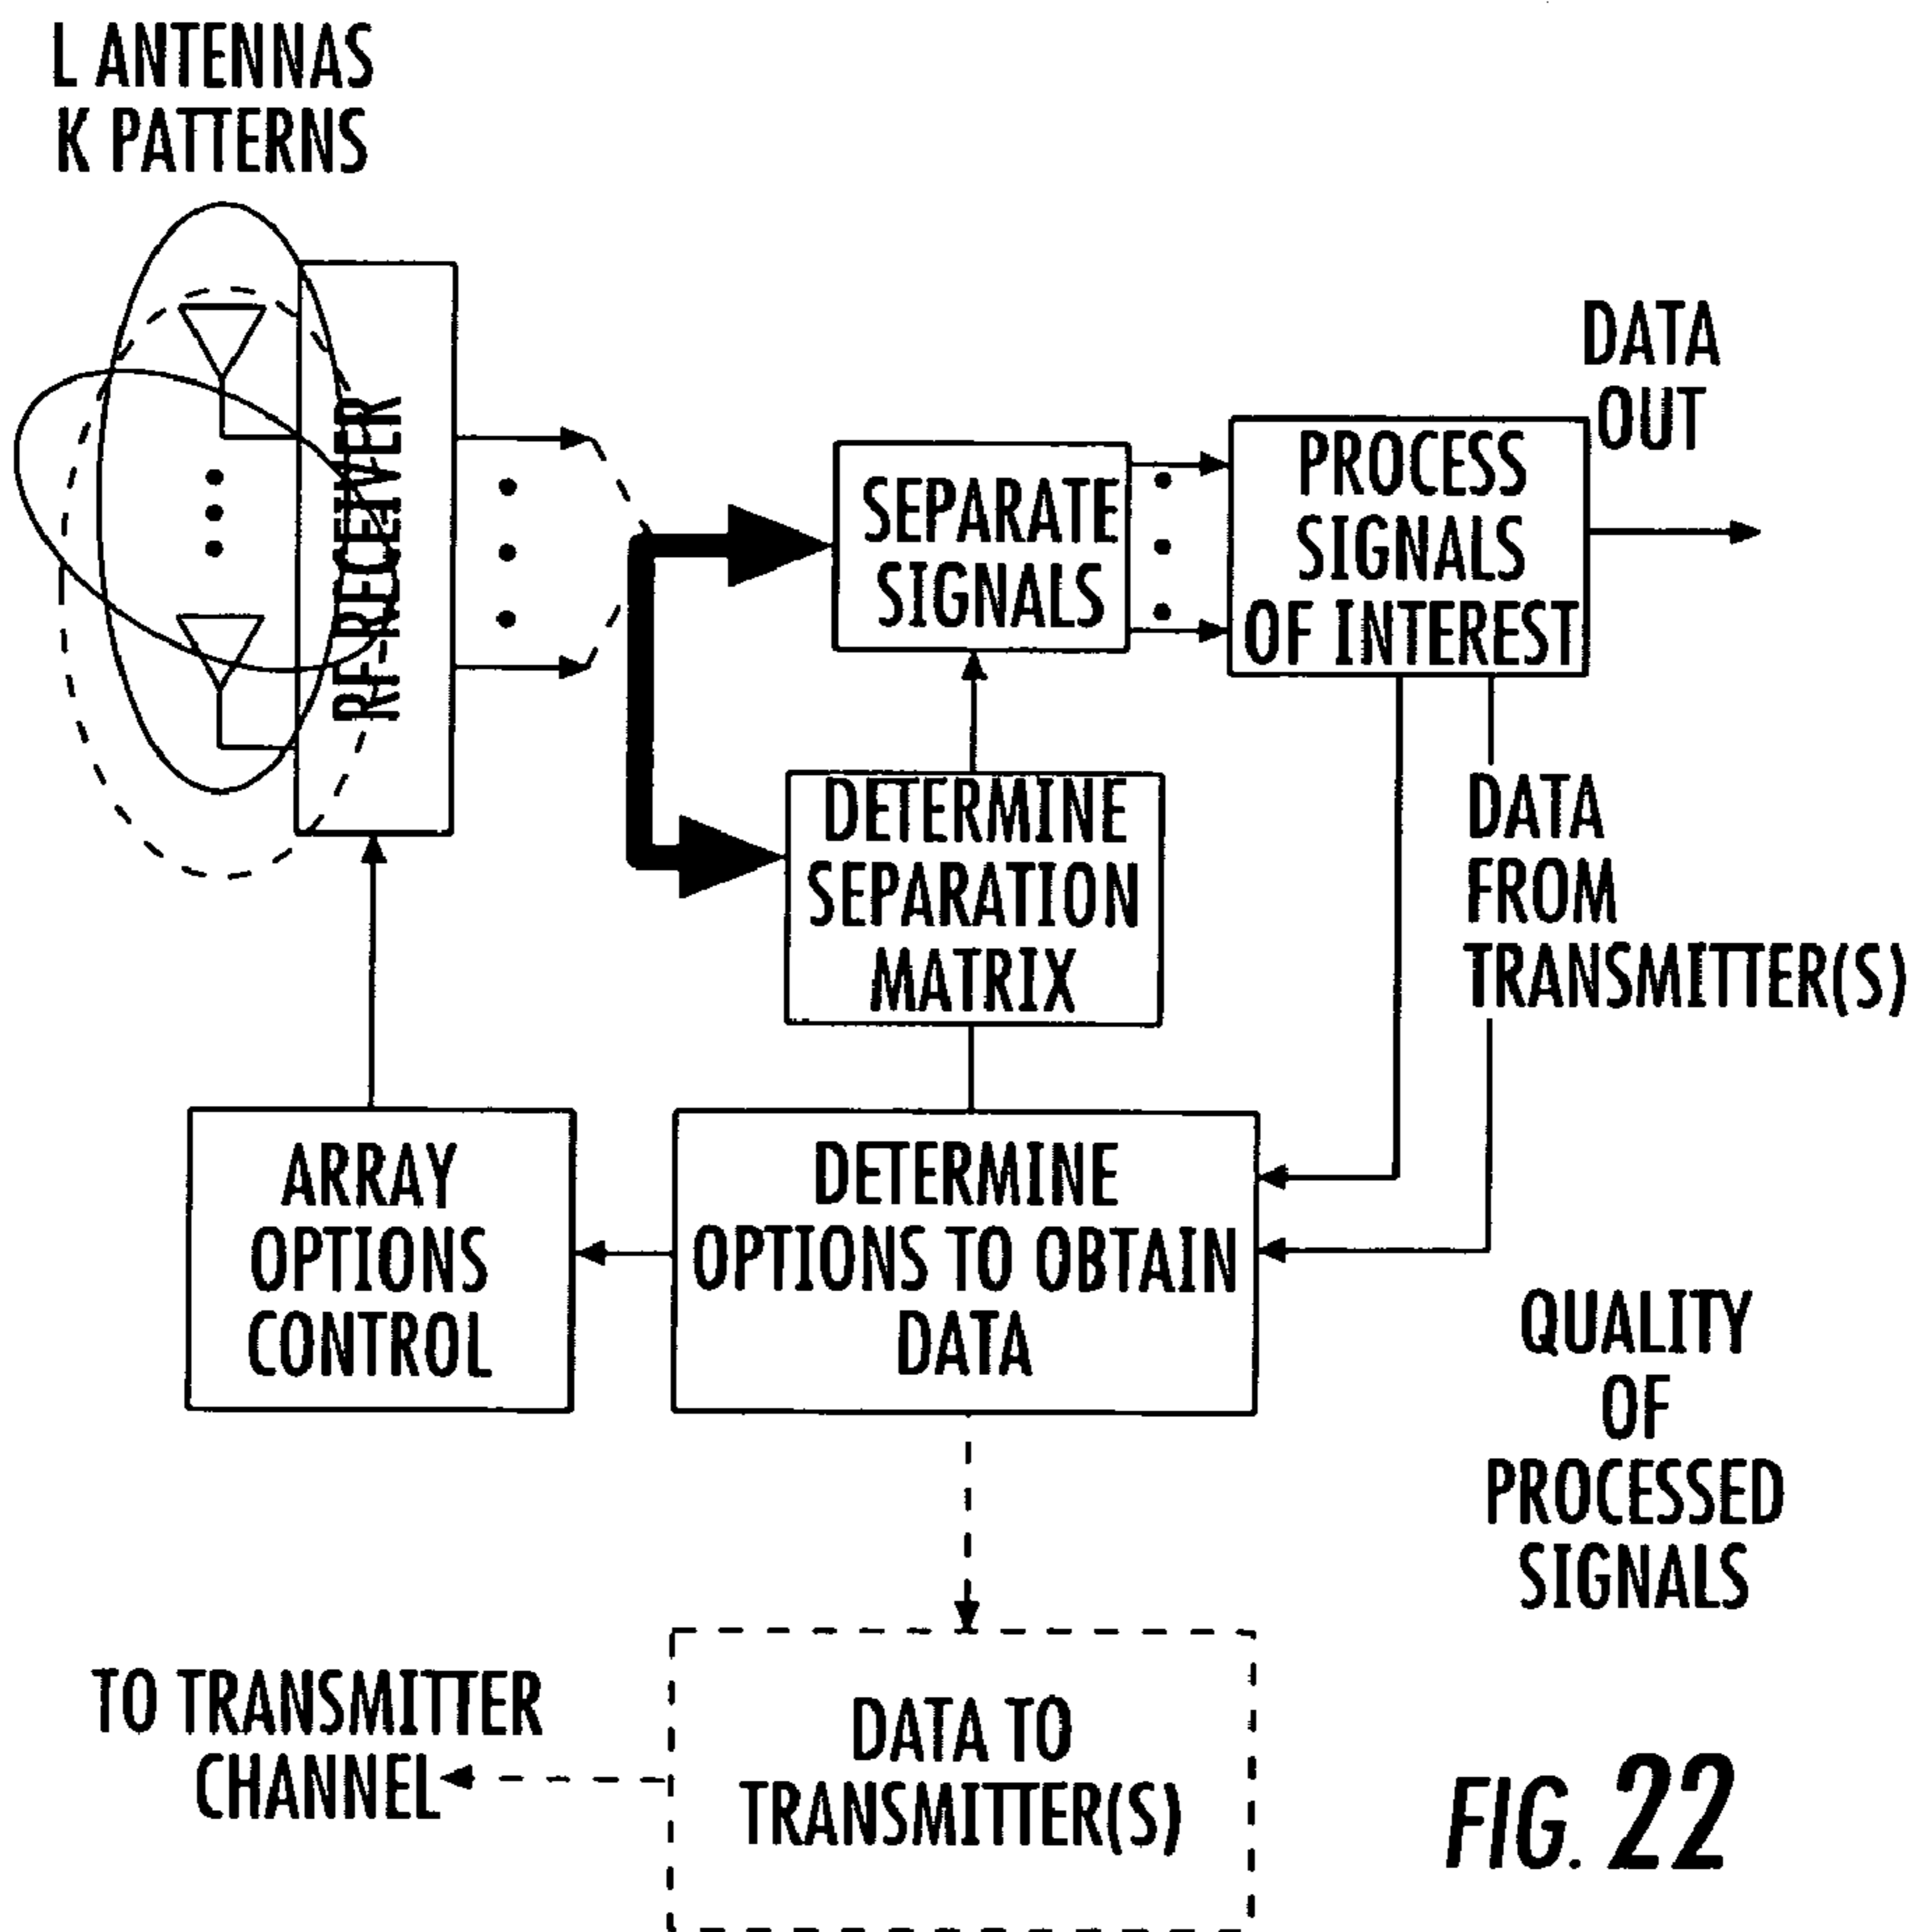 L ANTENNAS
K PATTERNS
RF RECEIVER
DATA
OUT
SEPARATE
SIGNALS
PROCESS
SIGNALS
OF INTEREST
DETERMINE
SEPARATION
MATRIX
DATA
FROM
TRANSMITTER(S)
ARRAY
OPTIONS
CONTROL
DETERMINE
OPTIONS TO OBTAIN
DATA
QUALITY
OF
PROCESSED
SIGNALS
TO TRANSMITTER
CHANNEL
DATA TO
TRANSMITTER(S)
FIG. 22